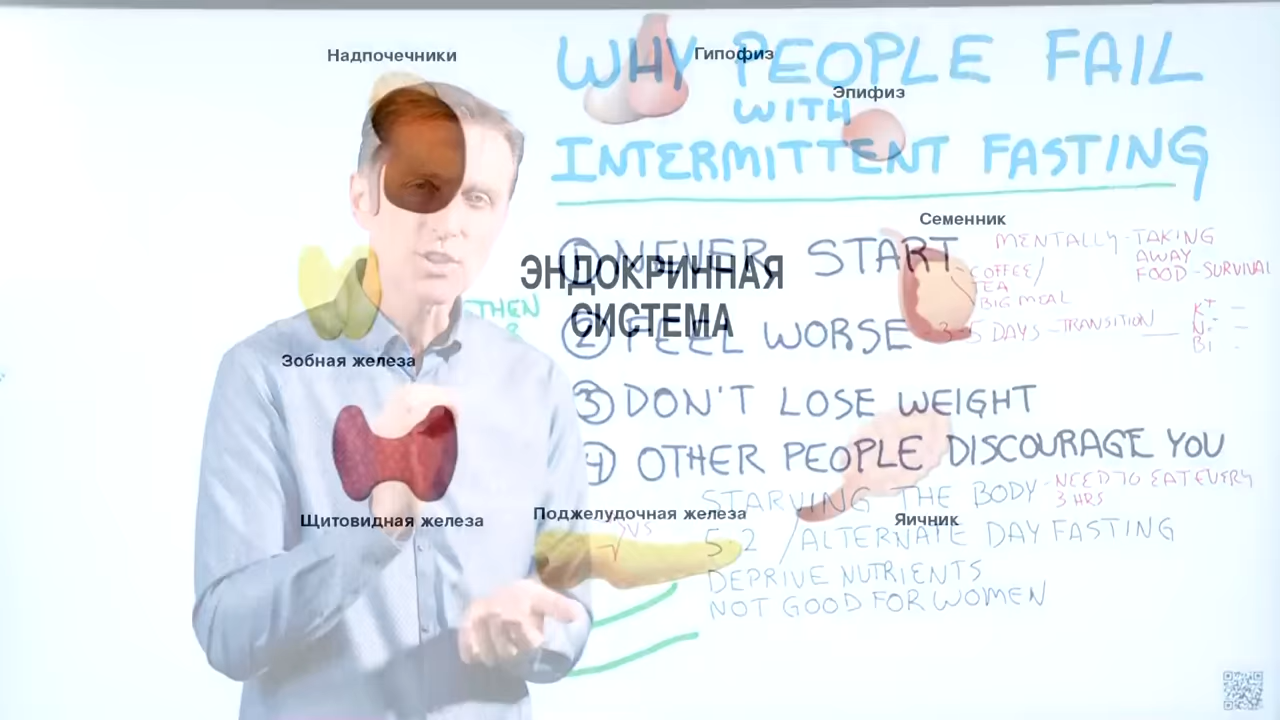 Надпочечники
Гипофиз
Эпифиз
Семенник
ЭНДОКРИННАЯ
СИСТЕМА
Зобная железа
Щитовидная железа
Поджелудочная железа
Яичник
WHY PEOPLE FAIL
WITH
INTERMITTENT FASTING
① NEVER START
MENTALLY - TAKING
AWAY
FOOD - SURVIVAL
COFFEE/
TEA
BIG MEAL
THEN
② FEEL WORSE - 3-5 DAYS - TRANSITION
K+ -
③ DON'T LOSE WEIGHT
④ OTHER PEOPLE DISCOURAGE YOU
STARVING THE BODY - NEED TO EAT EVERY
3 HRS
VS
5 2 / ALTERNATE DAY FASTING
DEPRIVE NUTRIENTS
NOT GOOD FOR WOMEN